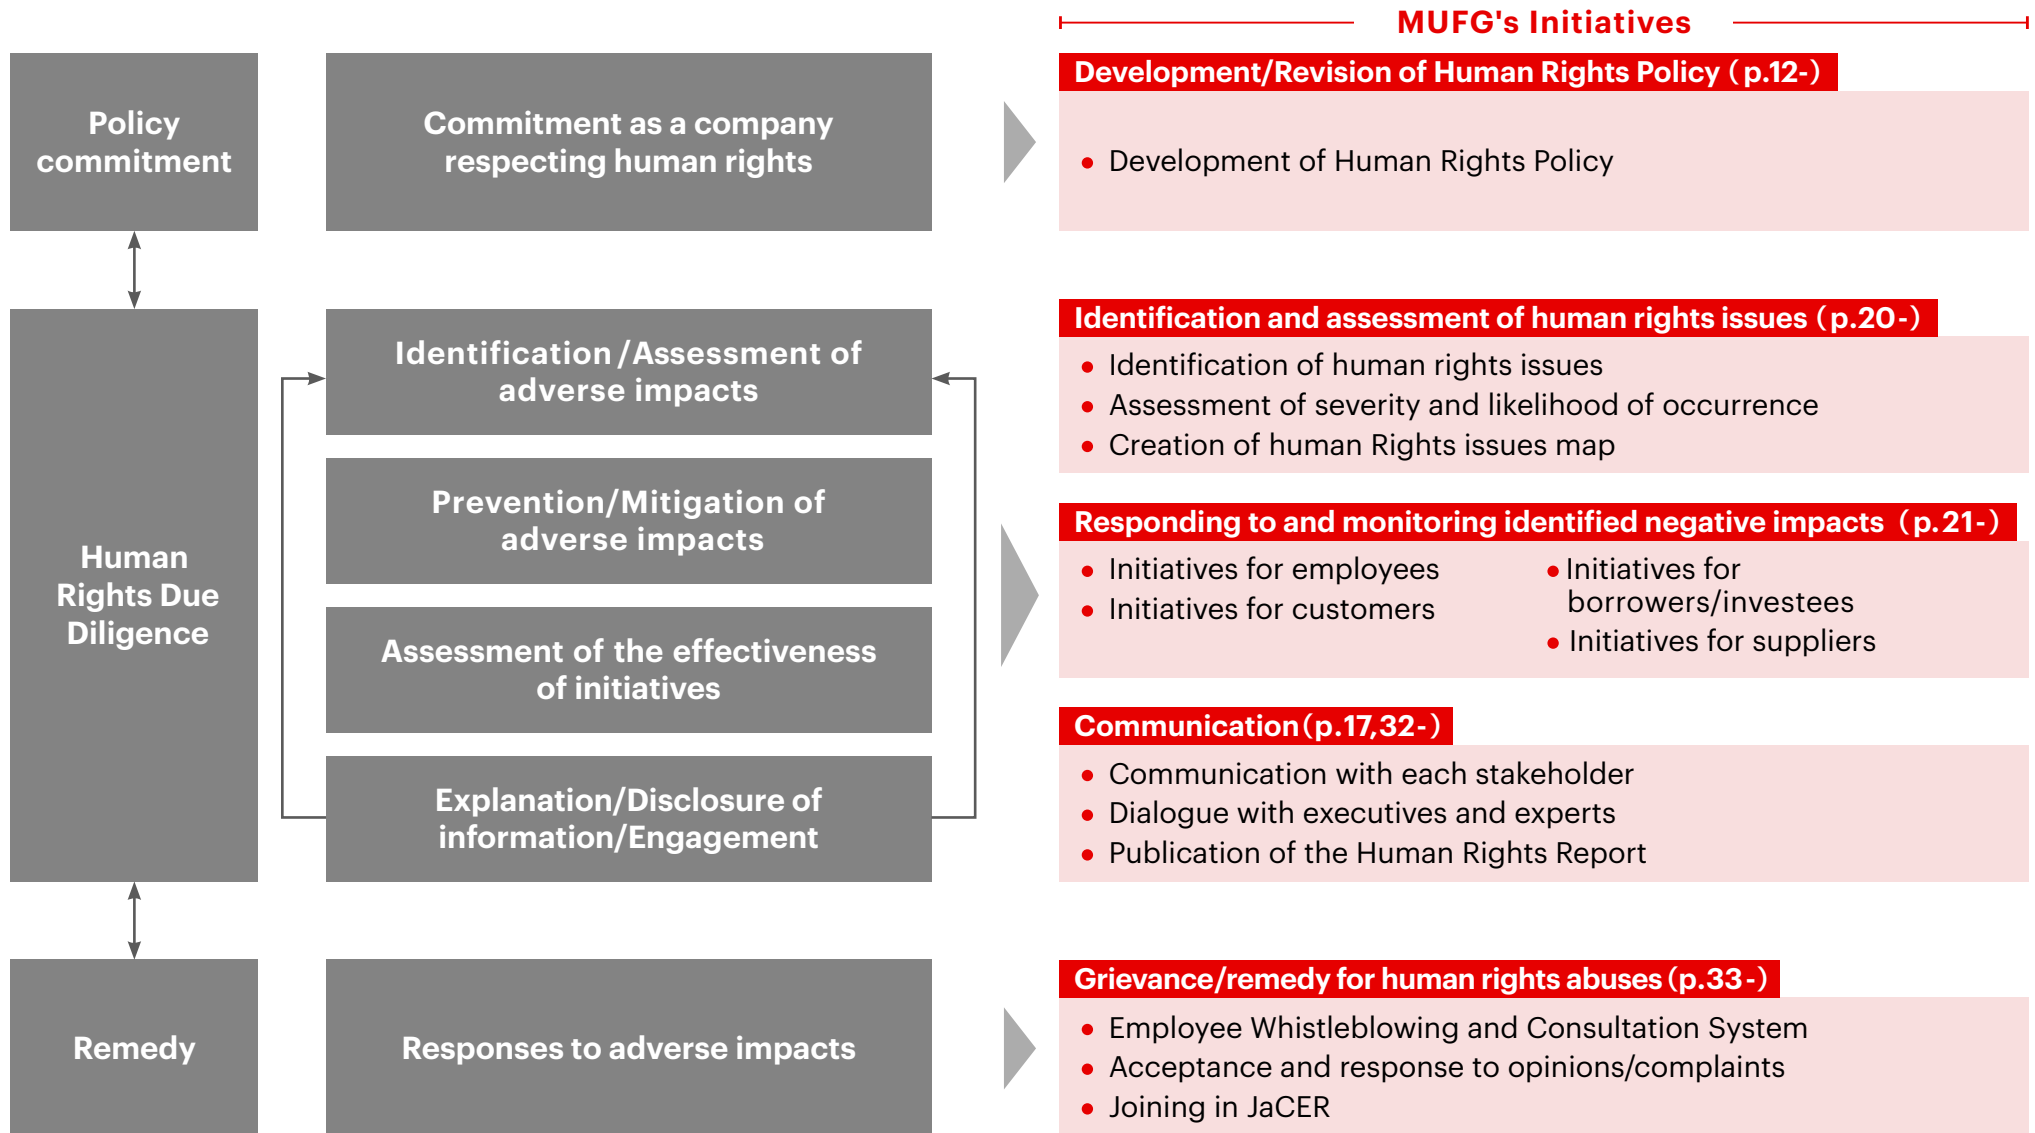 MUFG's Initiatives
Policy
commitment
Commitment as a company
respecting human rights
Development/Revision of Human Rights Policy (p.12-)
• Development of Human Rights Policy
Human
Rights Due
Diligence
Identification/Assessment of
adverse impacts
Prevention/Mitigation of
adverse impacts
Assessment of the effectiveness
of initiatives
Explanation/Disclosure of
information/Engagement
Identification and assessment of human rights issues (p.20-)
• Identification of human rights issues
• Assessment of severity and likelihood of occurrence
• Creation of human Rights issues map
Responding to and monitoring identified negative impacts (p.21-)
• Initiatives for employees
• Initiatives for customers
• Initiatives for
borrowers/investees
• Initiatives for suppliers
Communication(p.17,32-)
• Communication with each stakeholder
• Dialogue with executives and experts
• Publication of the Human Rights Report
Remedy
Responses to adverse impacts
Grievance/remedy for human rights abuses(p.33-)
• Employee Whistleblowing and Consultation System
• Acceptance and response to opinions/complaints
• Joining in JaCER